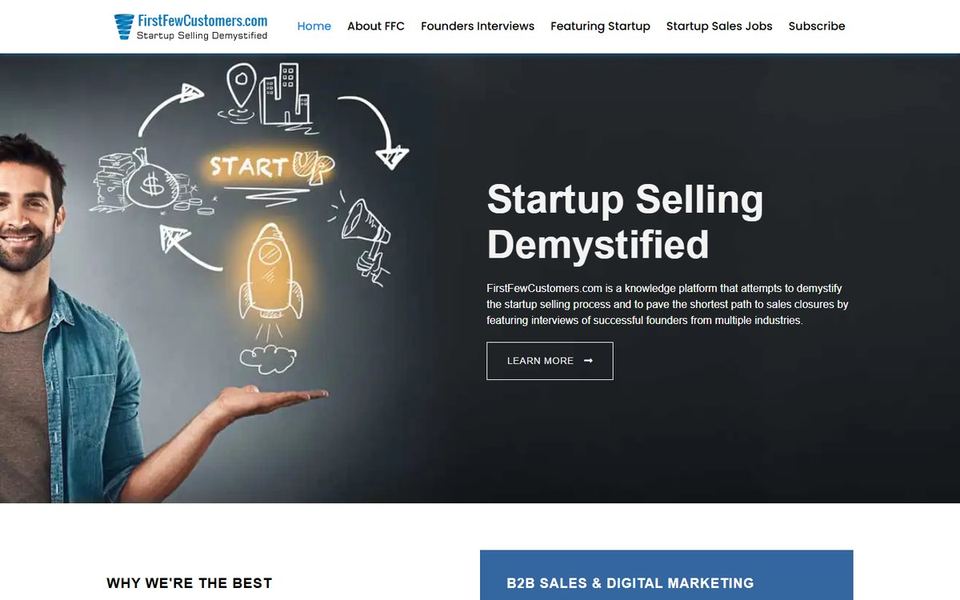 FirstFewCustomers.com
Startup Selling Demystified
Home About FFC Founders Interviews Featuring Startup Startup Sales Jobs Subscribe
START UP
$
Startup Selling
Demystified
FirstFewCustomers.com is a knowledge platform that attempts to demystify
the startup selling process and to pave the shortest path to sales closures by
featuring interviews of successful founders from multiple industries.
LEARN MORE →
WHY WE'RE THE BEST
B2B SALES & DIGITAL MARKETING